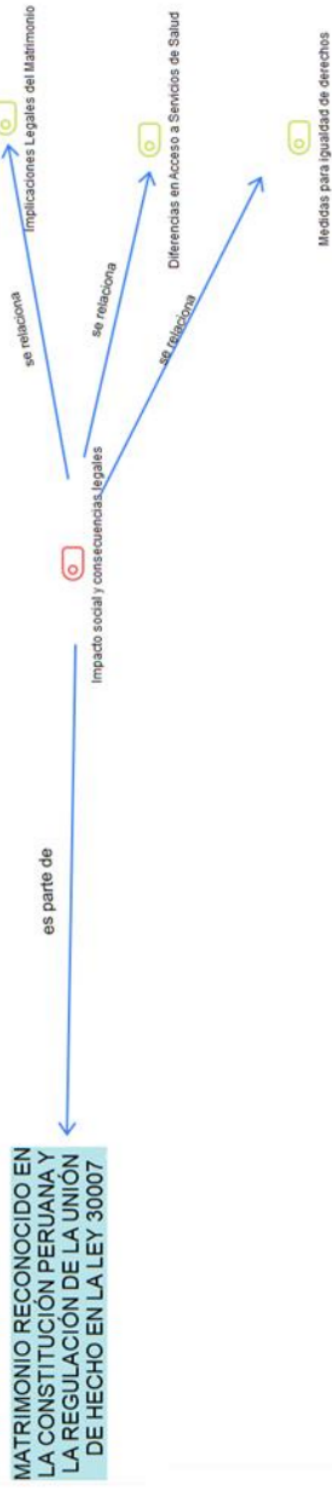 MATRIMONIO RECONOCIDO EN
LA CONSTITUCIÓN PERUANA Y
LA REGULACIÓN DE LA UNIÓN
DE HECHO EN LA LEY 30007
es parte de
Impacto social y consecuencias legales
se relaciona
Implicaciones Legales del Matrimonio
se relaciona
Diferencias en Acceso a Servicios de Salud
se relaciona
Medidas para igualdad de derechos